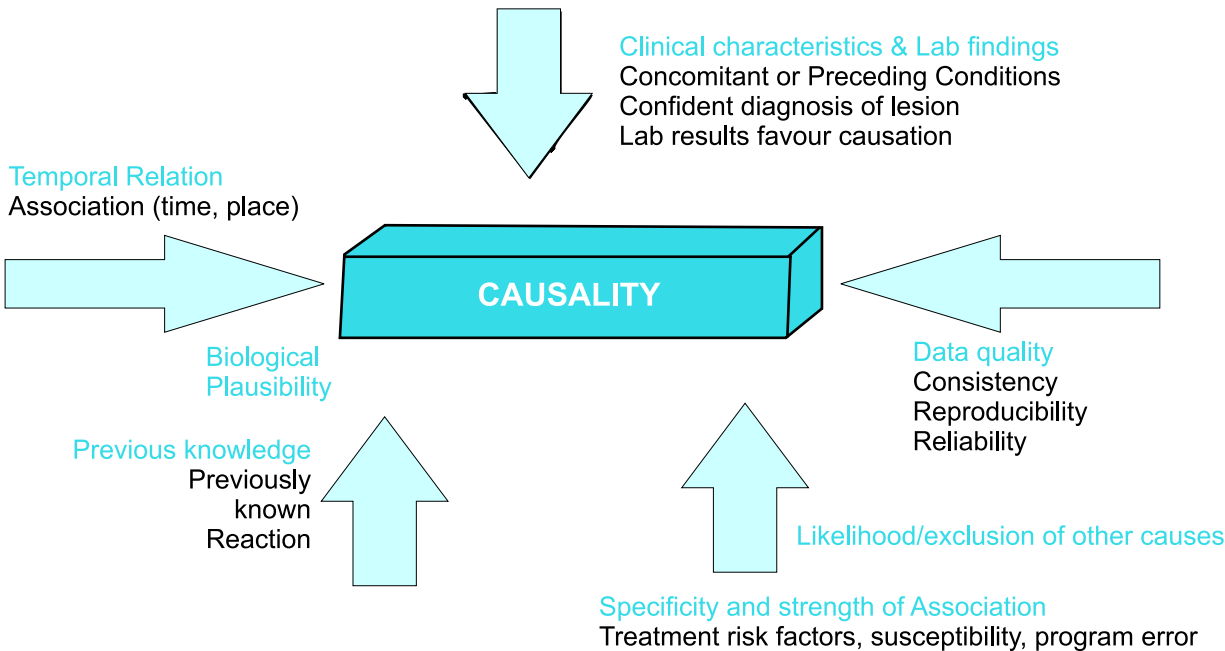 Clinical characteristics & Lab findings
Concomitant or Preceding Conditions
Confident diagnosis of lesion
Lab results favour causation
Temporal Relation
Association (time, place)
CAUSALITY
Biological
Plausibility
Data quality
Consistency
Reproducibility
Reliability
Previous knowledge
Previously
known
Reaction
Likelihood/exclusion of other causes
Specificity and strength of Association
Treatment risk factors, susceptibility, program error